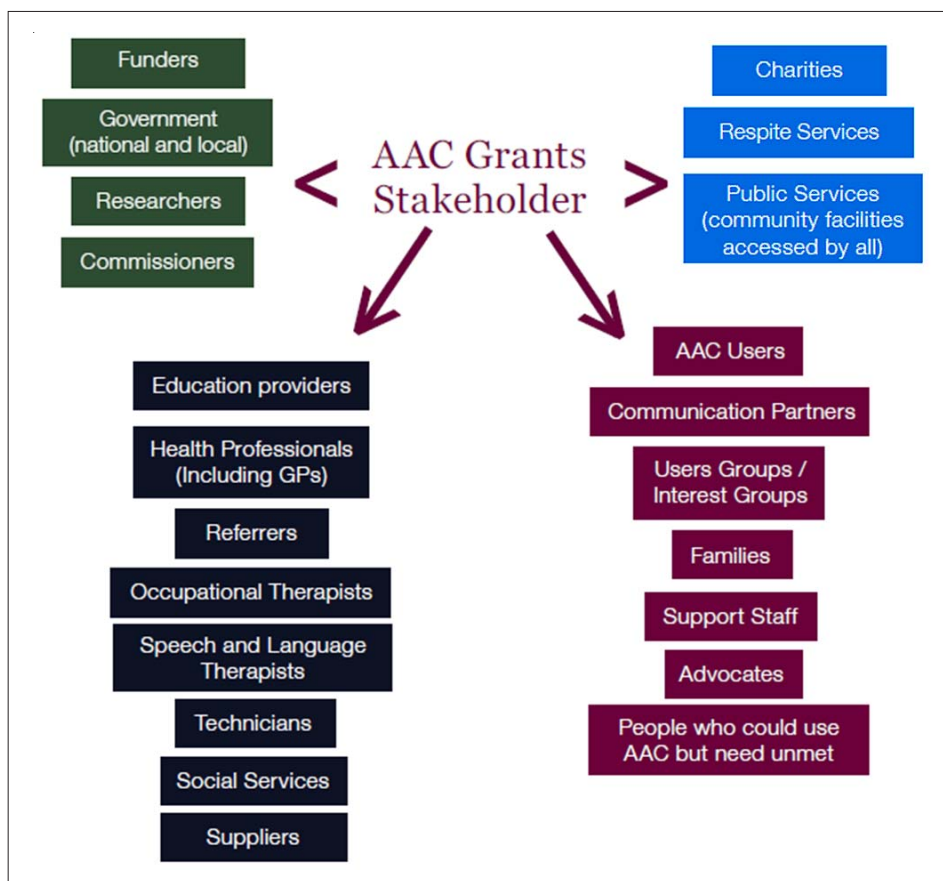 Funders
Government
(national and local)
Researchers
Commissioners
AAC Grants
Stakeholder
Charities
Respite Services
Public Services
(community facilities
accessed by all)
Education providers
Health Professionals
(Including GPs)
Referrers
Occupational Therapists
Speech and Language
Therapists
Technicians
Social Services
Suppliers
AAC Users
Communication Partners
Users Groups /
Interest Groups
Families
Support Staff
Advocates
People who could use
AAC but need unmet